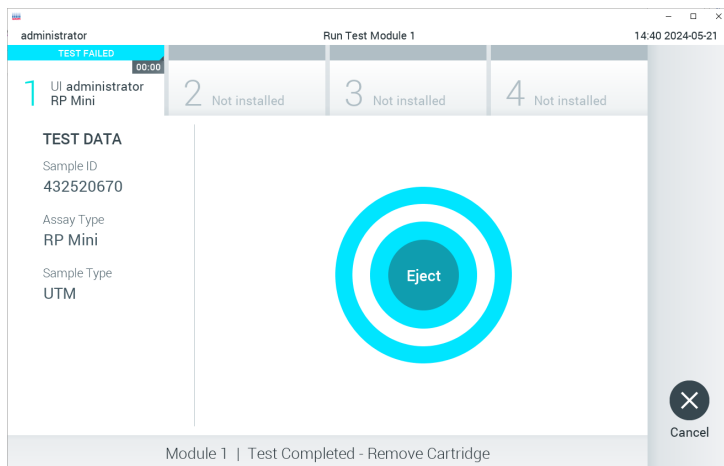 administrator
Run Test Module 1
14:40 2024-05-21
TEST FAILED
00:00
1
UI administrator
RP Mini
2 Not installed
3 Not installed
4 Not installed
TEST DATA
Sample ID
432520670
Assay Type
RP Mini
Sample Type
UTM
Eject
Cancel
Module 1 | Test Completed - Remove Cartridge